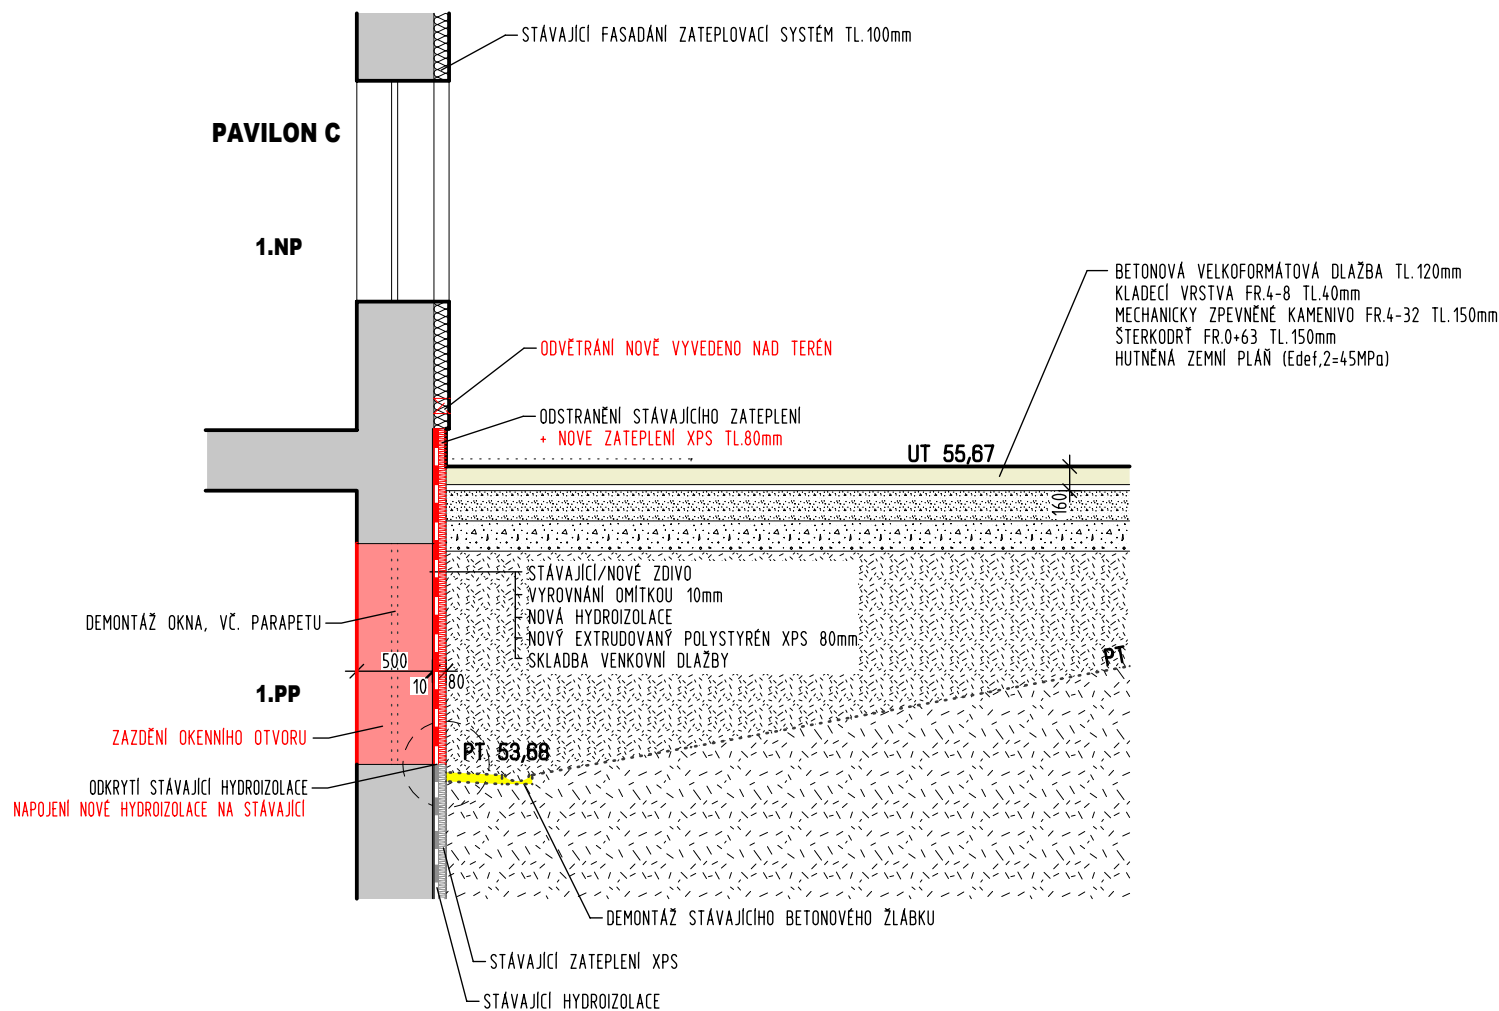 STÁVAJÍCÍ FASADÁNÍ ZATEPLOVACÍ SYSTÉM TL.100mm
PAVILON C
1.NP
BETONOVÁ VELKOFORMÁTOVÁ DLAŽBA TL.120mm
KLADECÍ VRSTVA FR.4-8 TL.40mm
MECHANICKY ZPEVNĚNÉ KAMENIVO FR.4-32 TL.150mm
ŠTERKODRŤ FR.0+63 TL.150mm
HUTNĚNÁ ZEMNÍ PLÁŇ (Edef,2=45MPa)
ODVĚTRÁNÍ NOVĚ VYVEDENO NAD TERÉN
ODSTRANĚNÍ STÁVAJÍCÍHO ZATEPLENÍ
+ NOVE ZATEPLENÍ XPS TL.80mm
UT 55,67
160
STÁVAJÍCÍ/NOVÉ ZDIVO
VYROVNÁNÍ OMÍTKOU 10mm
NOVÁ HYDROIZOLACE
NOVÝ EXTRUDOVANÝ POLYSTYRÉN XPS 80mm
SKLADBA VENKOVNÍ DLAŽBY
DEMONTÁŽ OKNA, VČ. PARAPETU
500
10
80
PT
1.PP
ZAZDĚNÍ OKENNÍHO OTVORU
PT 53,68
ODKRYTÍ STÁVAJÍCÍ HYDROIZOLACE
NAPOJENÍ NOVÉ HYDROIZOLACE NA STÁVAJÍCÍ
DEMONTÁŽ STÁVAJÍCÍHO BETONOVÉHO ŽLÁBKU
STÁVAJÍCÍ ZATEPLENÍ XPS
STÁVAJÍCÍ HYDROIZOLACE